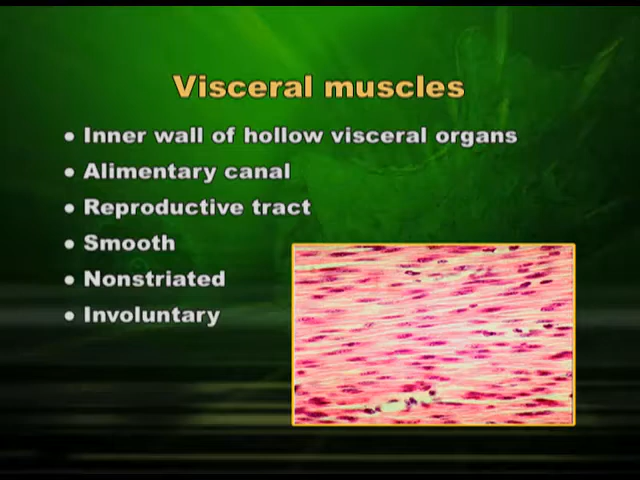 Visceral muscles
● Inner wall of hollow visceral organs
● Alimentary canal
● Reproductive tract
● Smooth
● Nonstriated
● Involuntary